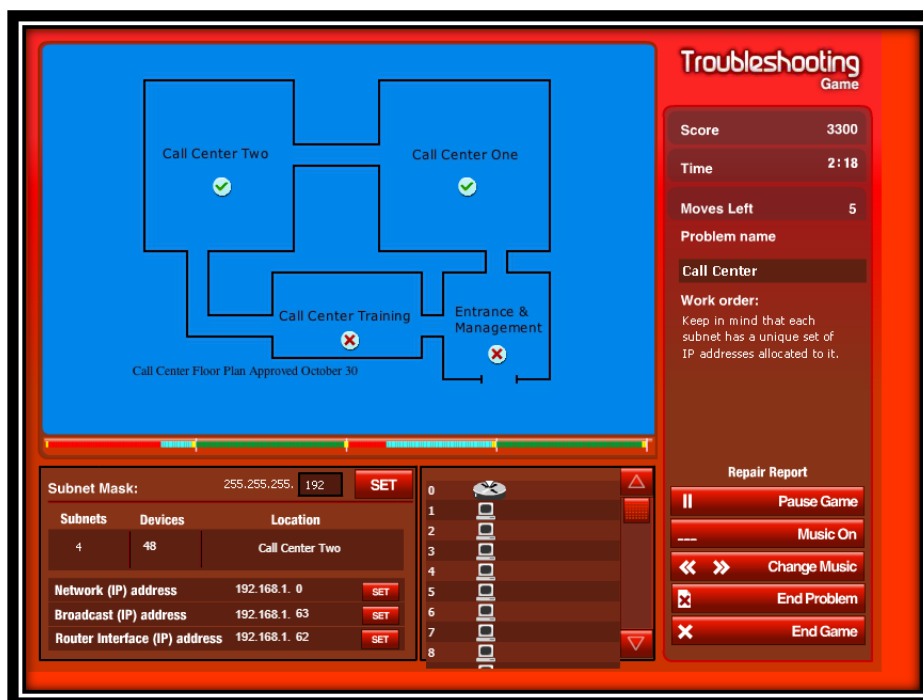 Troubleshooting
Game
Call Center Two
Call Center One
Call Center Training
Entrance &
Management
Call Center Floor Plan Approved October 30
Score 3300
Time 2:18
Moves Left 5
Problem name
Call Center
Work order:
Keep in mind that each
subnet has a unique set of
IP addresses allocated to it.
Subnet Mask: 255.255.255. 192 SET
Subnets Devices Location
4 48 Call Center Two
Network (IP) address 192.168.1. 0 SET
Broadcast (IP) address 192.168.1. 63 SET
Router Interface (IP) address 192.168.1. 62 SET
0
1
2
3
4
5
6
7
8
Repair Report
Pause Game
Music On
Change Music
End Problem
End Game